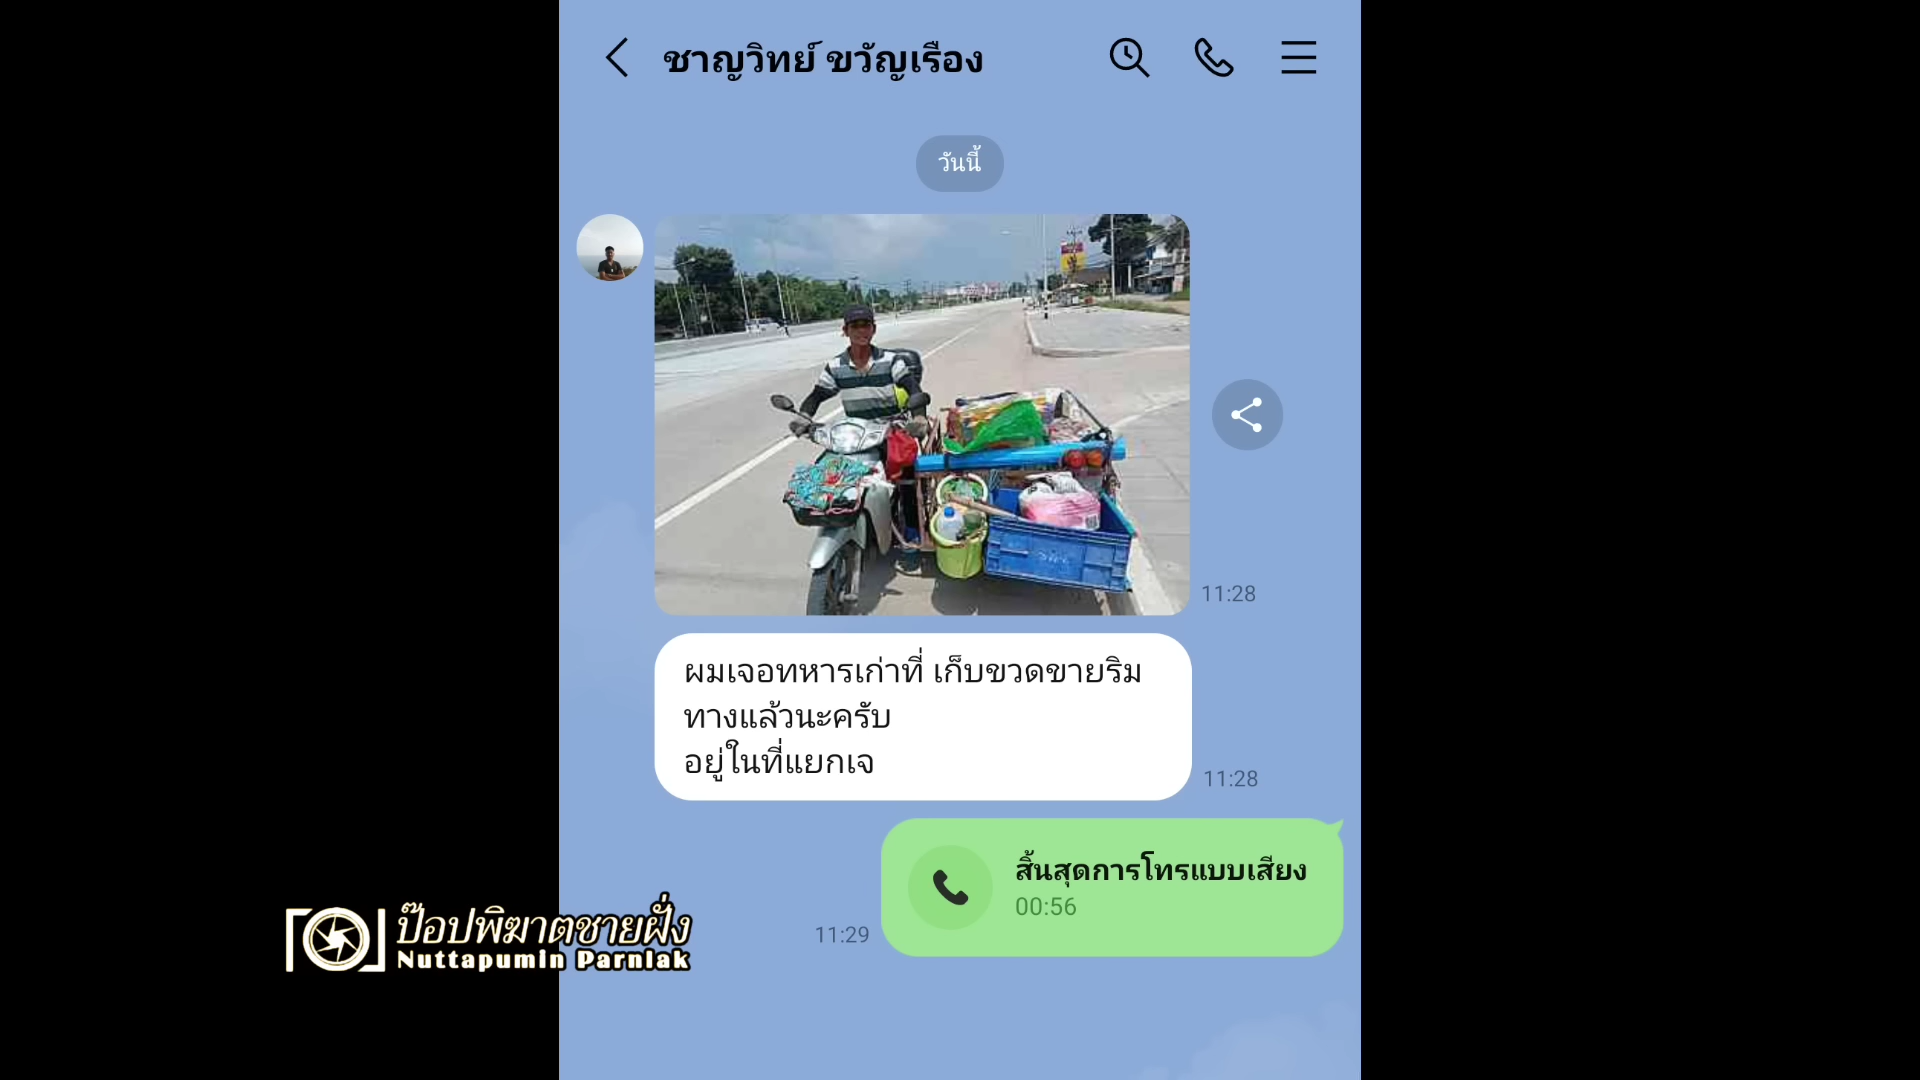 ชาญวิทย์ ขวัญเรือง
วันนี้
11:28
ผมเจอทหารเก่าที่ เก็บขวดขายริม
ทางแล้วนะครับ
อยู่ในที่แยกเจ
11:28
สิ้นสุดการโทรแบบเสียง
00:56
11:29
ป๊อปพิฆาตชายฝั่ง
Nuttapumin Parnlak